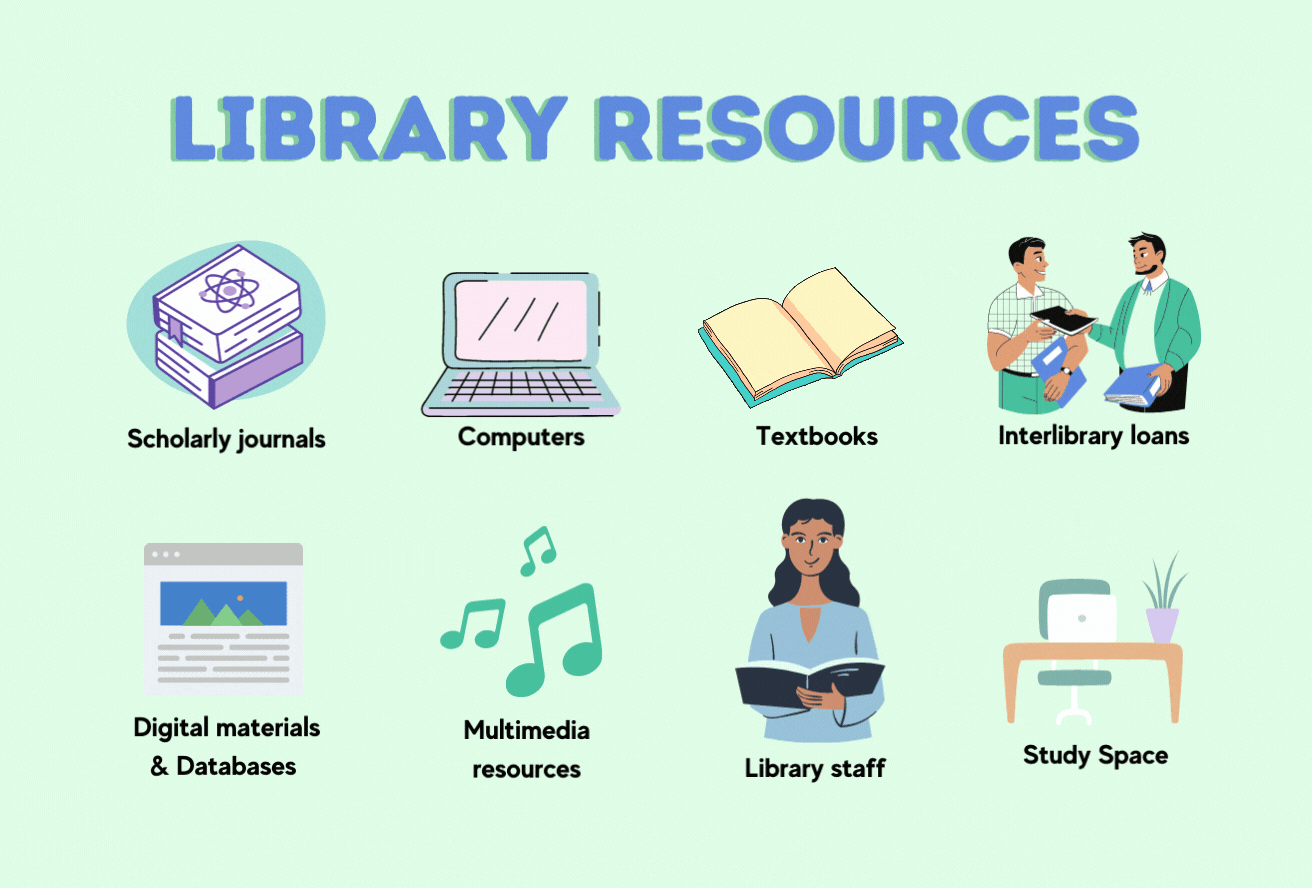 LIBRARY RESOURCES
Scholarly journals
Computers
Textbooks
Interlibrary loans
Digital materials
& Databases
Multimedia
resources
Library staff
Study Space